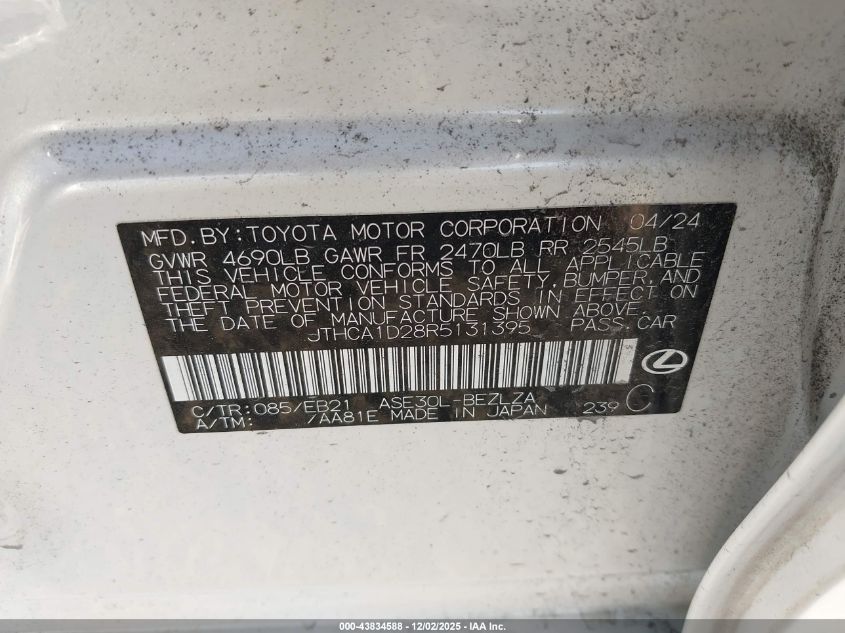 MFD.BY:TOYOTA MOTOR CORPORATION 04/24
GVWR 4690LB GAWR FR 2470LB RR 2545LB
THIS VEHICLE CONFORMS TO ALL APPLICABLE
FEDERAL MOTOR VEHICLE SAFETY,BUMPER,AND
THEFT PREVENTION STANDARDS IN EFFECT ON
THE DATE OF MANUFACTURE SHOWN ABOVE.
JTHCA1D28R5131395 PASS.CAR
C/TR:085/EB21 ASE30L-BEZLZA
A/TM: /AA81E MADE IN JAPAN 239 C
000-43834588 - 12/02/2025 - IAA Inc.